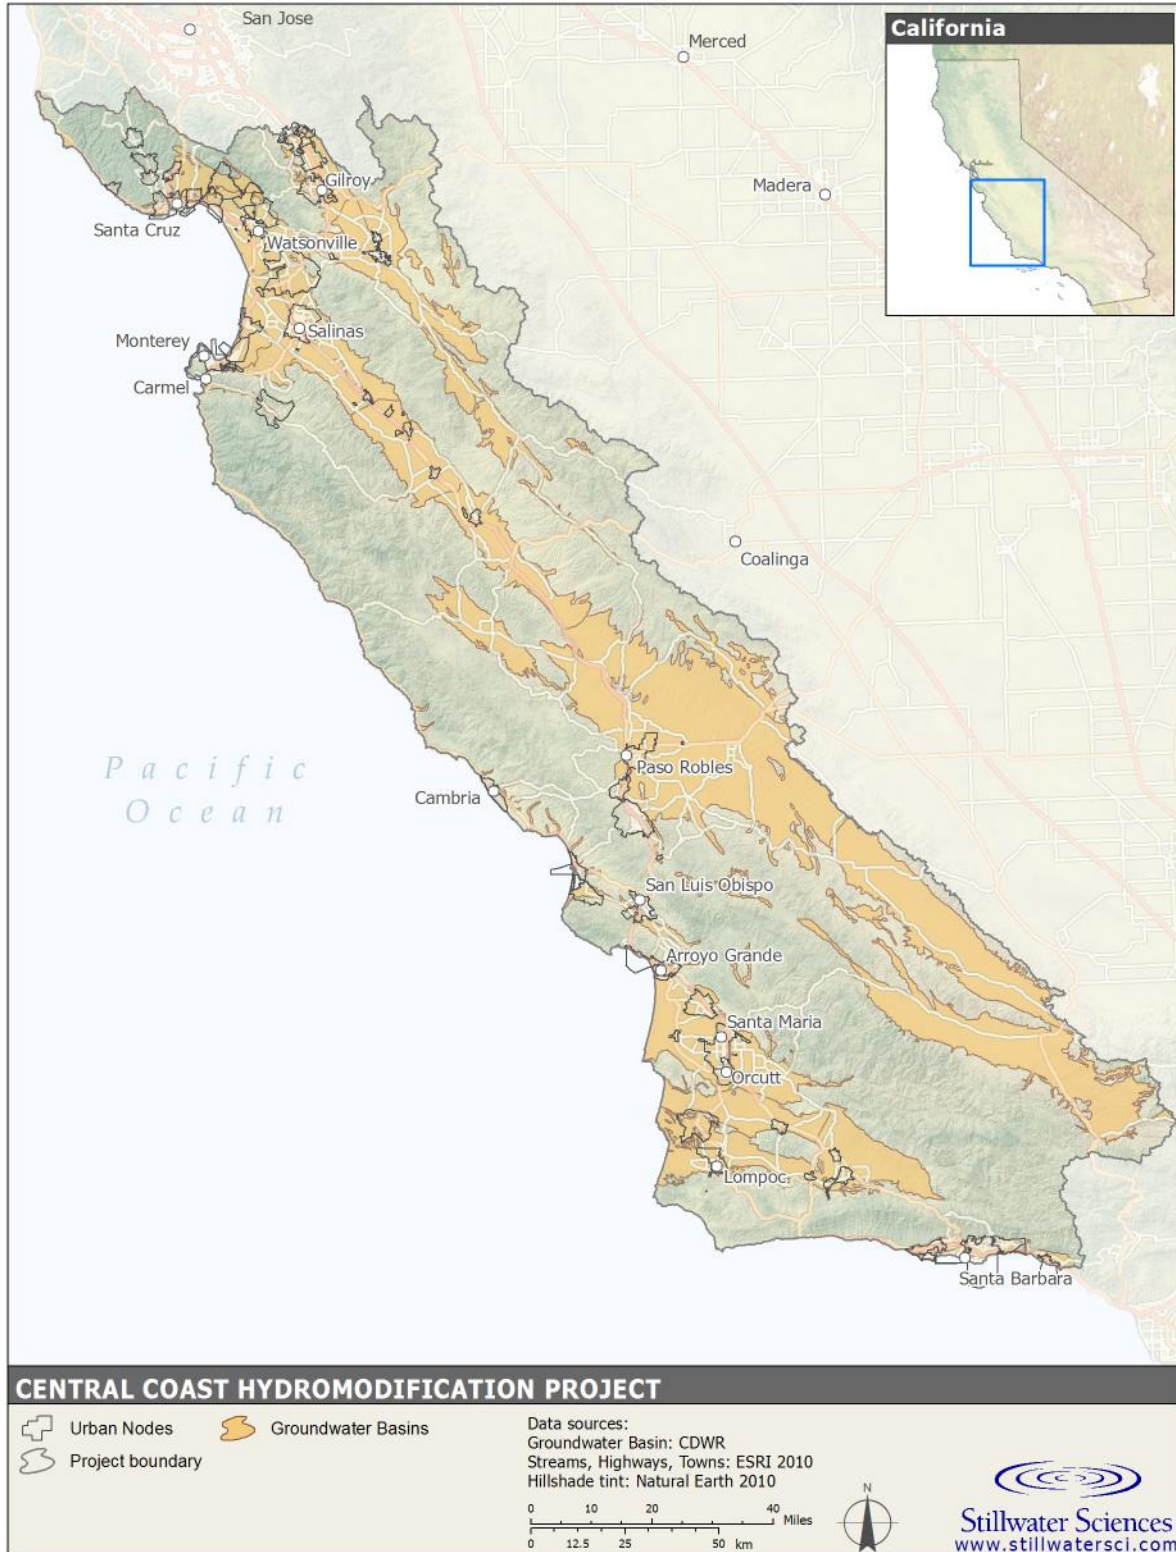 San Jose
Merced
California
Gilroy
Madera
Santa Cruz
Watsonville
Salinas
Monterey
Carmel
Coalinga
Pacific
Ocean
Paso Robles
Cambria
San Luis Obispo
Arroyo Grande
Santa Maria
Orcutt
Lompoc
Santa Barbara
CENTRAL COAST HYDROMODIFICATION PROJECT
Urban Nodes
Groundwater Basins
Project boundary
Data sources:
Groundwater Basin: CDWR
Streams, Highways, Towns: ESRI 2010
Hillshade tint: Natural Earth 2010
0 10 20 40 Miles
0 12.5 25 50 km
N
Stillwater Sciences
www.stillwatersci.com